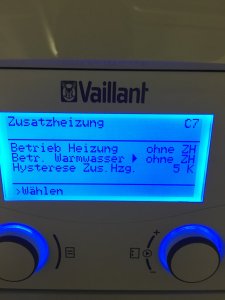 Vaillant
Zusatzheizung C7
Betrieb Heizung ohne ZH
Betr. Warmwasser ▶ ohne ZH
Hysterese Zus.Hzg. 5 K
>Wählen
+